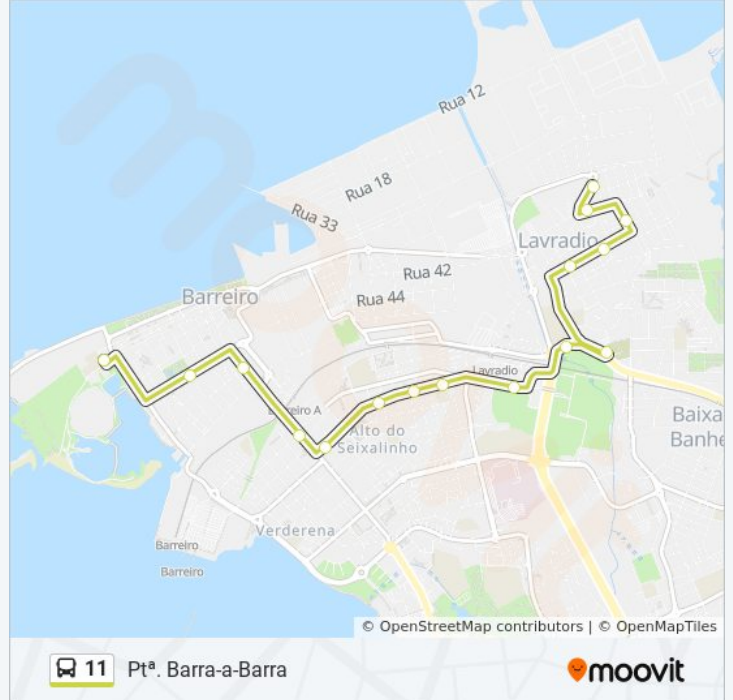 Rua 12
Rua 18
Rua 33
Lavradio
Rua 42
Barreiro
Rua 44
Lavradio
Baixa
Banhe
Alto do
Seixalinho
Verderena
Barreiro
Barreiro
© OpenStreetMap contributors | © OpenMapTiles
11 Ptª. Barra-a-Barra
moovit